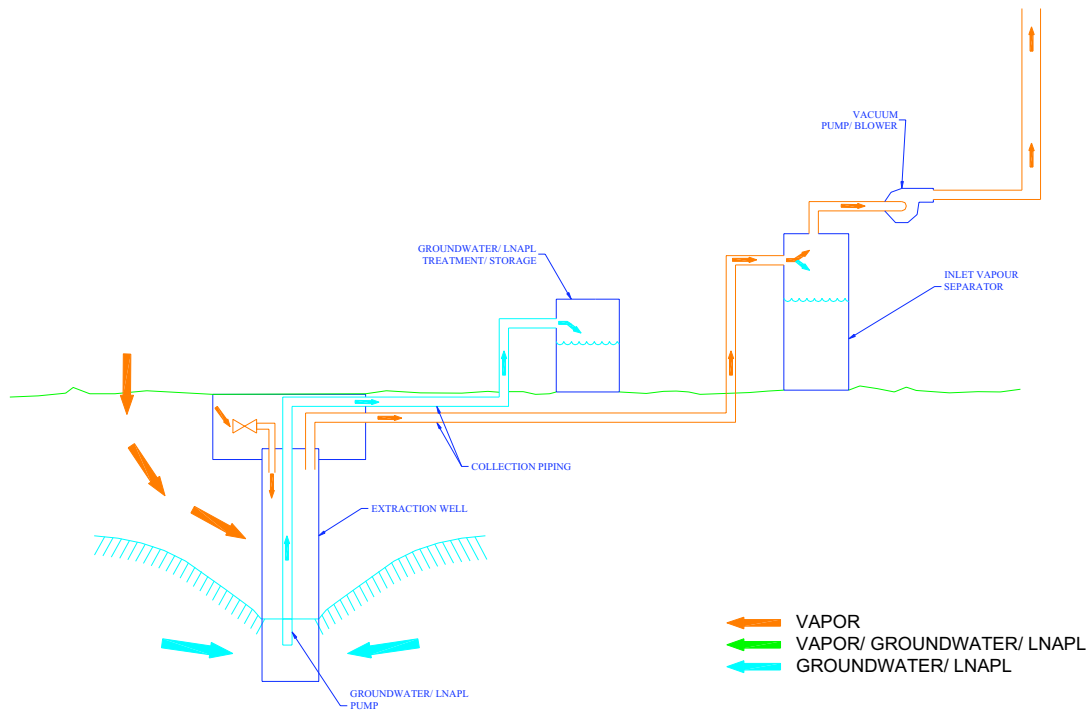 VACUUM
PUMP/ BLOWER
GROUNDWATER/ LNAPL
TREATMENT/ STORAGE
INLET VAPOUR
SEPARATOR
COLLECTION PIPING
EXTRACTION WELL
GROUNDWATER/ LNAPL
PUMP
VAPOR
VAPOR/ GROUNDWATER/ LNAPL
GROUNDWATER/ LNAPL